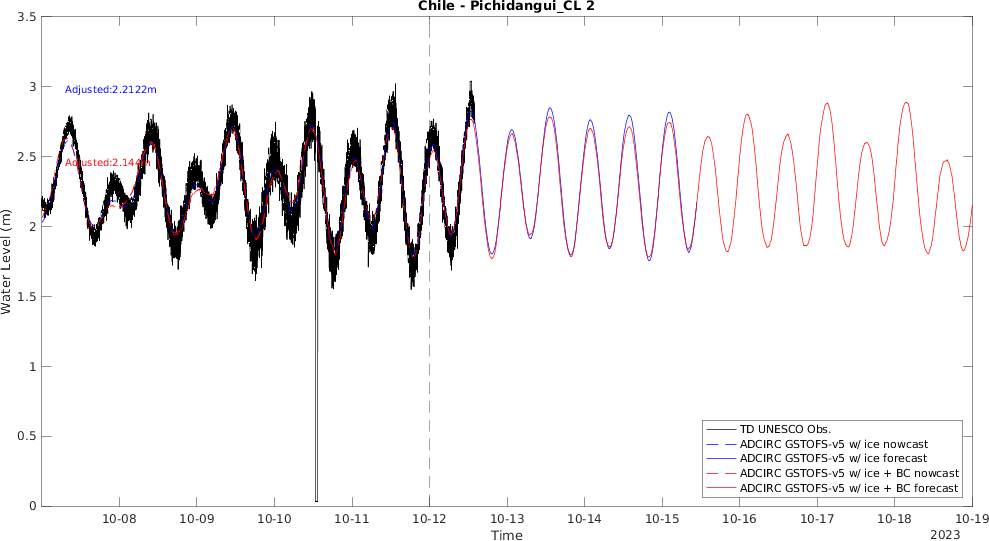 Chile - Pichidangui_CL 2
3.5
3
2.5
2
1.5
1
0.5
0
Water Level (m)
Adjusted:2.2122m
Adjusted:2.144
TD UNESCO Obs.
ADCIRC GSTOFS-v5 w/ ice nowcast
ADCIRC GSTOFS-v5 w/ ice forecast
ADCIRC GSTOFS-v5 w/ ice + BC nowcast
ADCIRC GSTOFS-v5 w/ ice + BC forecast
10-08 10-09 10-10 10-11 10-12 10-13 10-14 10-15 10-16 10-17 10-18 10-19
Time
2023